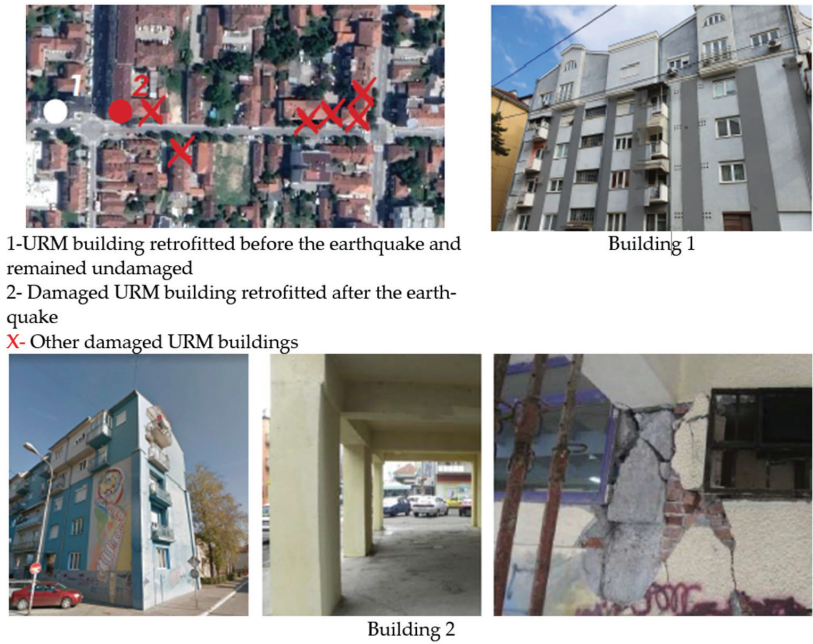 1
2
1-URM building retrofitted before the earthquake and
remained undamaged
2- Damaged URM building retrofitted after the earth-
quake
X- Other damaged URM buildings
Building 1
Building 2